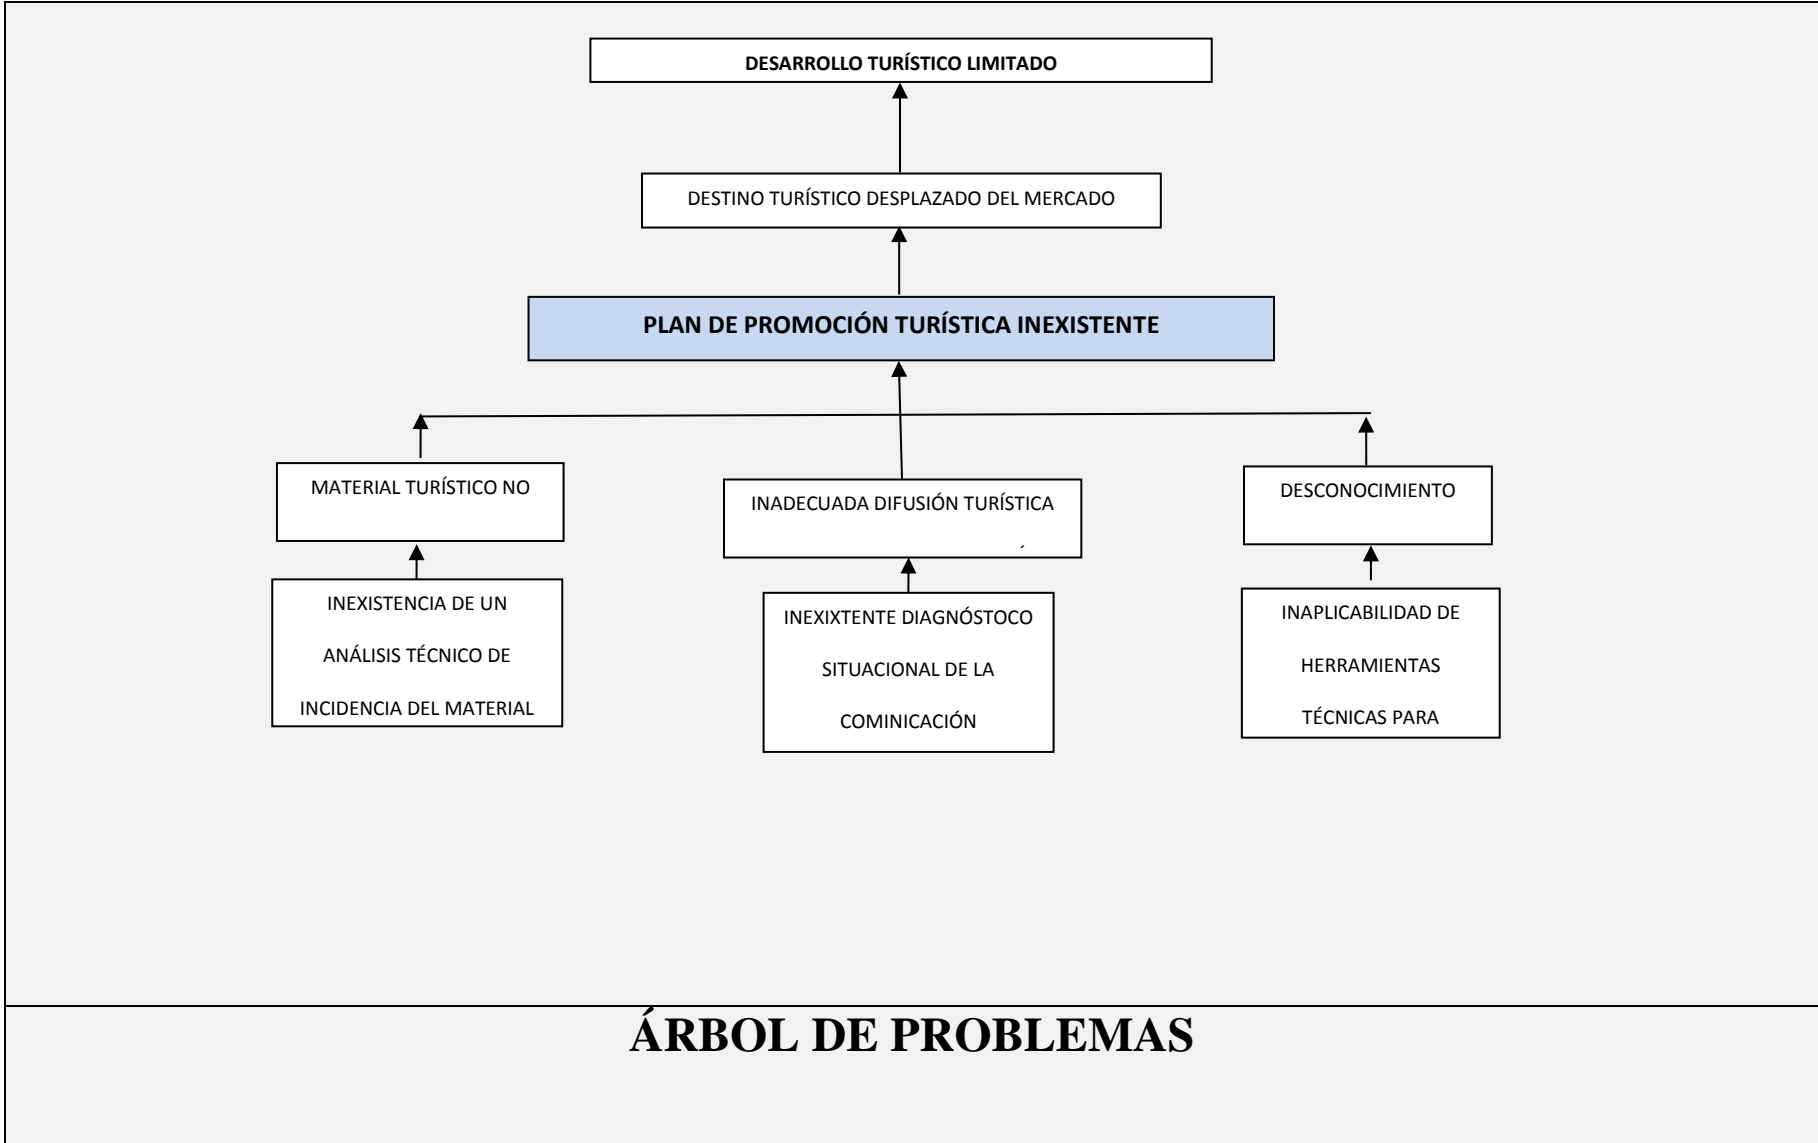 DESARROLLO TURÍSTICO LIMITADO
DESTINO TURÍSTICO DESPLAZADO DEL MERCADO
PLAN DE PROMOCIÓN TURÍSTICA INEXISTENTE
MATERIAL TURÍSTICO NO
INADECUADA DIFUSIÓN TURÍSTICA
DESCONOCIMIENTO
INEXISTENCIA DE UN
ANÁLISIS TÉCNICO DE
INCIDENCIA DEL MATERIAL
INEXIXTENTE DIAGNÓSTOCO
SITUACIONAL DE LA
COMINICACIÓN
INAPLICABILIDAD DE
HERRAMIENTAS
TÉCNICAS PARA
ÁRBOL DE PROBLEMAS